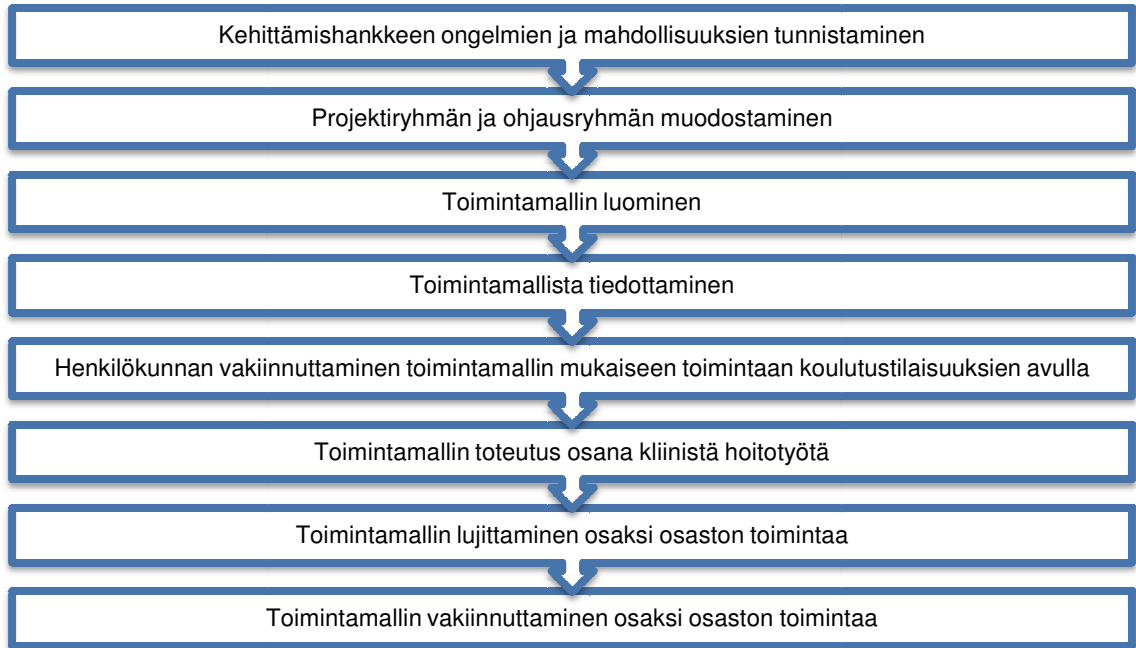 Kehittämishankkeen ongelmien ja mahdollisuuksien tunnistaminen
Projektiryhmän ja ohjausryhmän muodostaminen
Toimintamallin luominen
Toimintamallista tiedottaminen
Henkilökunnan vakiinnuttaminen toimintamallin mukaiseen toimintaan koulutustilaisuuksien avulla
Toimintamallin toteutus osana kliinistä hoitotyötä
Toimintamallin lujittaminen osaksi osaston toimintaa
Toimintamallin vakiinnuttaminen osaksi osaston toimintaa